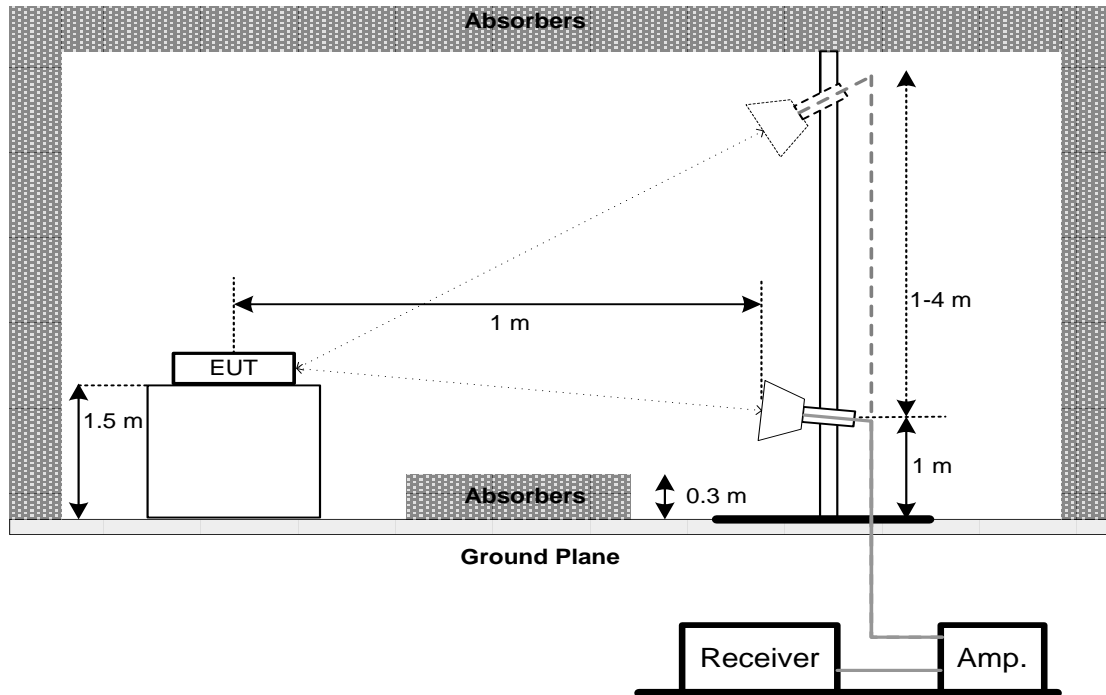 Absorbers
1-4 m
1 m
EUT
1.5 m
1 m
0.3 m
Absorbers
Ground Plane
Receiver
Amp.